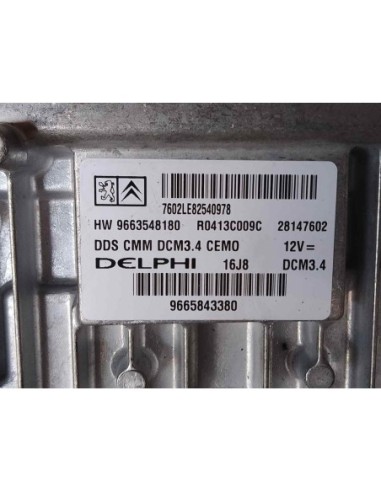 7602LE82540978
HW 9663548180 R0413C009C 28147602
DDS CMM DCM3.4 CEMO 12V=
DELPHI 16J8 DCM3.4
9665843380